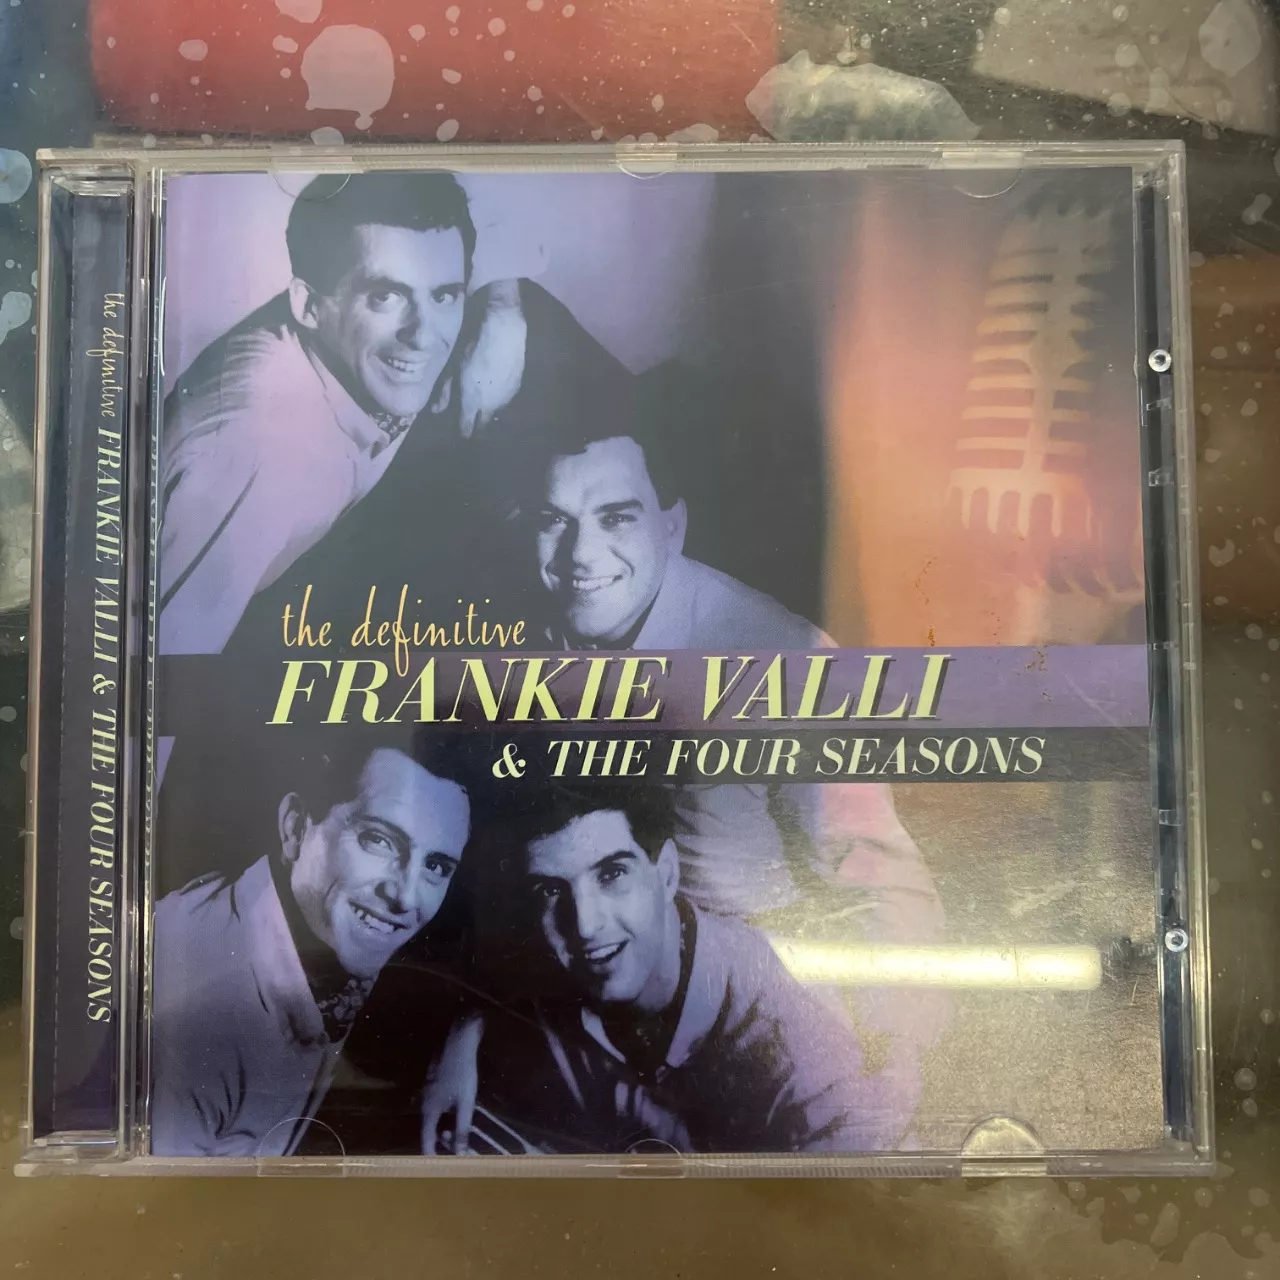 the definitive FRANKIE VALLI & THE FOUR SEASONS
the definitive
FRANKIE VALLI
& THE FOUR SEASONS